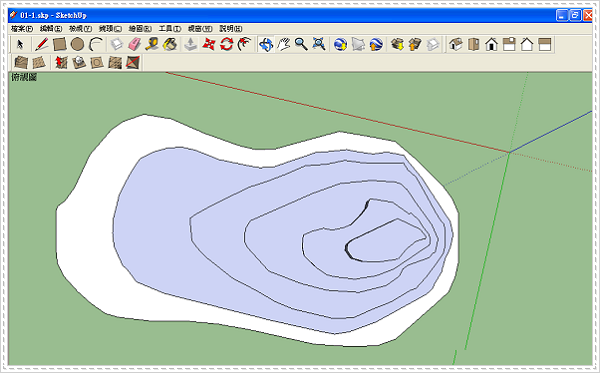 01-1.skp - SketchUp
檔案(F) 編輯(E) 檢視(V) 鏡頭(C) 繪圖(R) 工具(T) 視窗(W) 說明(H)
俯視圖